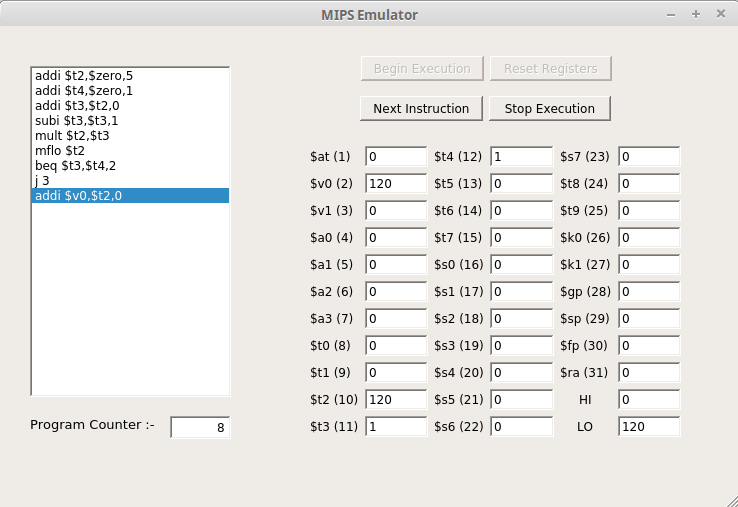 MIPS Emulator
Begin Execution Reset Registers
Next Instruction Stop Execution
addi $t2,$zero,5
addi $t4,$zero,1
addi $t3,$t2,0
subi $t3,$t3,1
mult $t2,$t3
mflo $t2
beq $t3,$t4,2
j 3
addi $v0,$t2,0
Program Counter :- 8
$at (1) 0 $t4 (12) 1 $s7 (23) 0
$v0 (2) 120 $t5 (13) 0 $t8 (24) 0
$v1 (3) 0 $t6 (14) 0 $t9 (25) 0
$a0 (4) 0 $t7 (15) 0 $k0 (26) 0
$a1 (5) 0 $s0 (16) 0 $k1 (27) 0
$a2 (6) 0 $s1 (17) 0 $gp (28) 0
$a3 (7) 0 $s2 (18) 0 $sp (29) 0
$t0 (8) 0 $s3 (19) 0 $fp (30) 0
$t1 (9) 0 $s4 (20) 0 $ra (31) 0
$t2 (10) 120 $s5 (21) 0 HI 0
$t3 (11) 1 $s6 (22) 0 LO 120